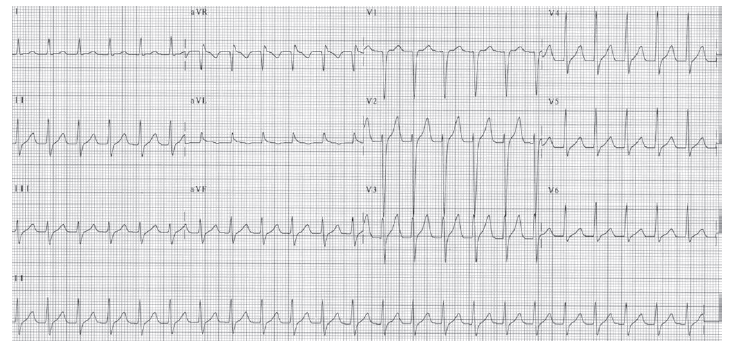 I aVR V1 V4
II aVL V2 V5
III aVF V3 V6
II